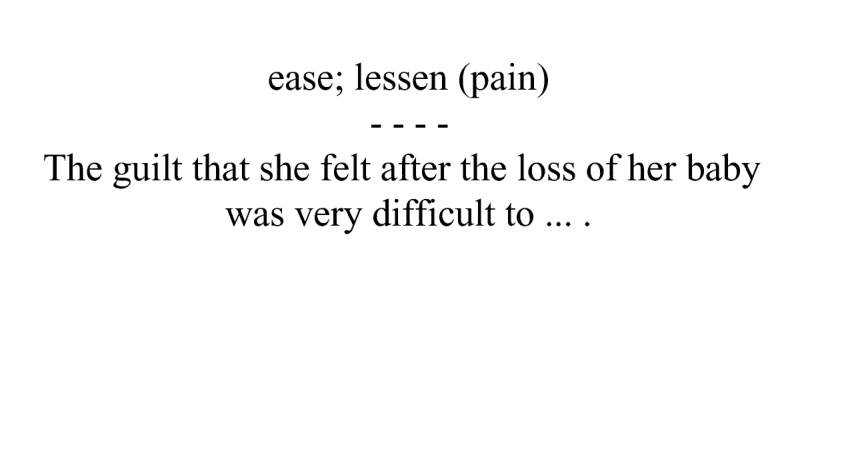 ease; lessen (pain)
- - - -
The guilt that she felt after the loss of her baby
was very difficult to ... .